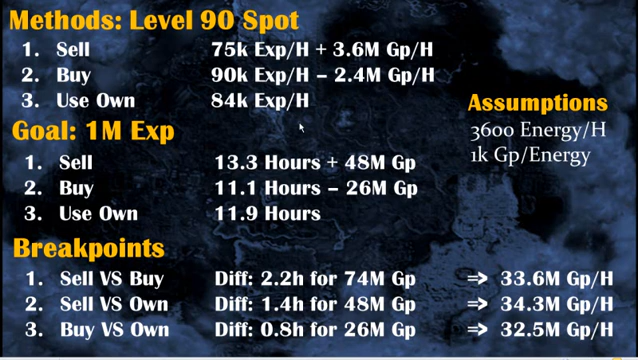 Methods: Level 90 Spot
1. Sell 75k Exp/H + 3.6M Gp/H
2. Buy 90k Exp/H – 2.4M Gp/H
3. Use Own 84k Exp/H
Assumptions
3600 Energy/H
1k Gp/Energy
Goal: 1M Exp
1. Sell 13.3 Hours + 48M Gp
2. Buy 11.1 Hours – 26M Gp
3. Use Own 11.9 Hours
Breakpoints
1. Sell VS Buy Diff: 2.2h for 74M Gp => 33.6M Gp/H
2. Sell VS Own Diff: 1.4h for 48M Gp => 34.3M Gp/H
3. Buy VS Own Diff: 0.8h for 26M Gp => 32.5M Gp/H